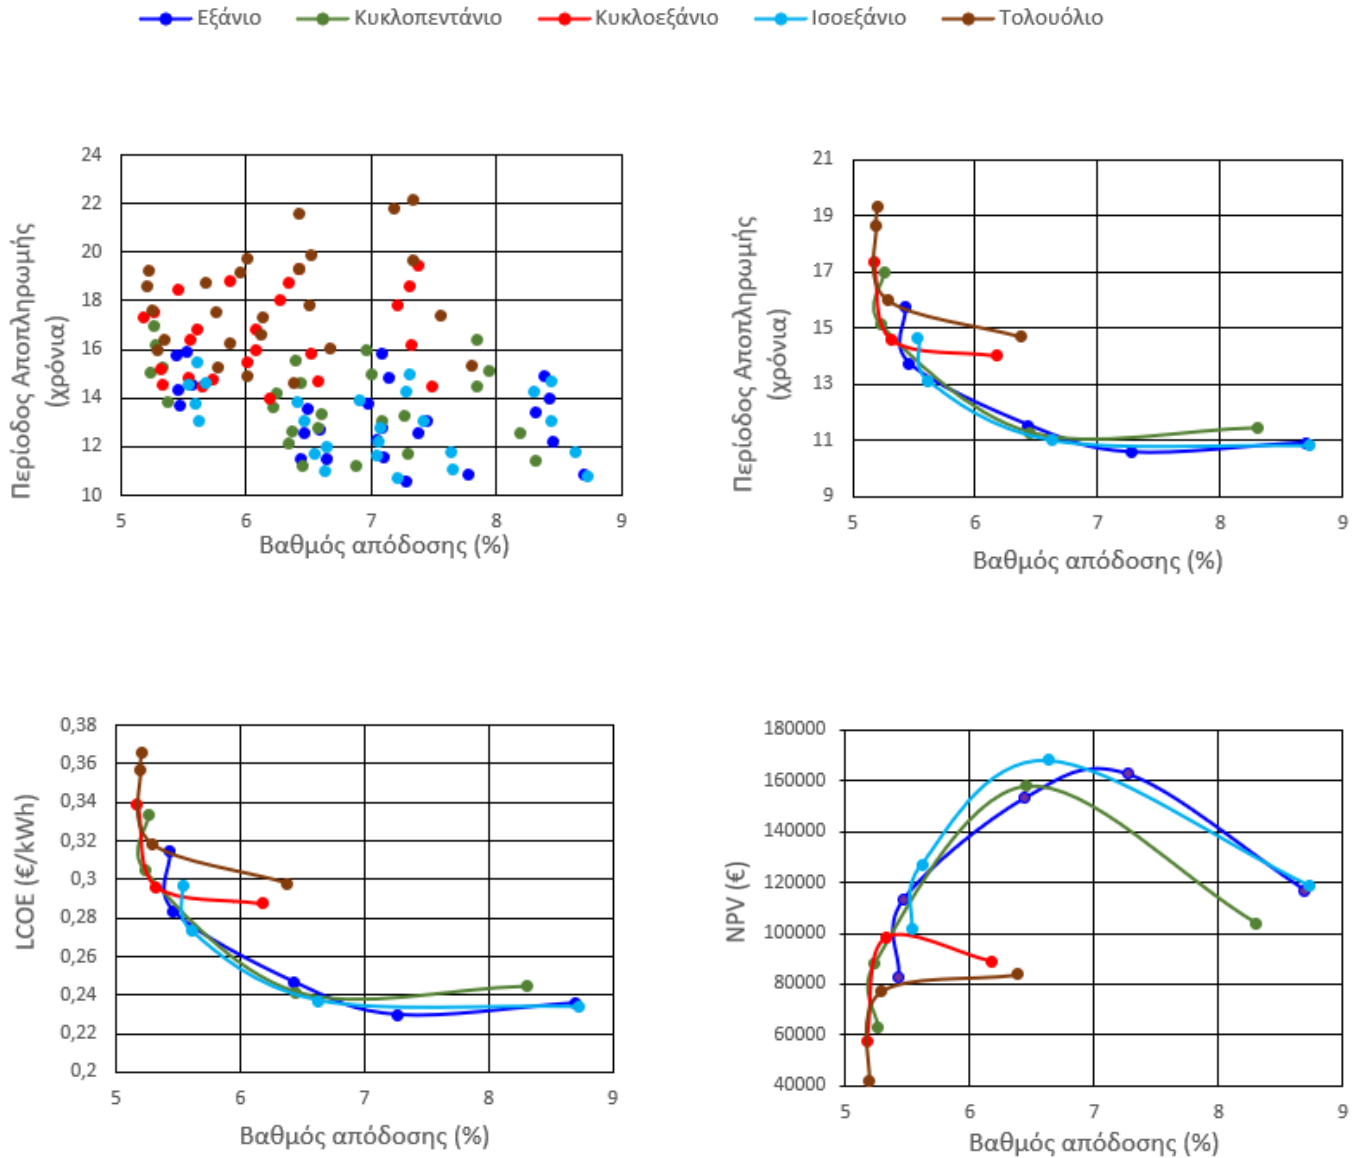 Εξάνιο Κυκλοπεντάνιο Κυκλοεξάνιο Ισοεξάνιο Τολουόλιο
Περίοδος Αποπληρωμής
(χρόνια)
24
22
20
18
16
14
12
10
5 6 7 8 9
Βαθμός απόδοσης (%)
Περίοδος Αποπληρωμής
(χρόνια)
21
19
17
15
13
11
9
5 6 7 8 9
Βαθμός απόδοσης (%)
LCOE (€/kWh)
0,38
0,36
0,34
0,32
0,3
0,28
0,26
0,24
0,22
0,2
5 6 7 8 9
Βαθμός απόδοσης (%)
NPV (€)
180000
160000
140000
120000
100000
80000
60000
40000
5 6 7 8 9
Βαθμός απόδοσης (%)